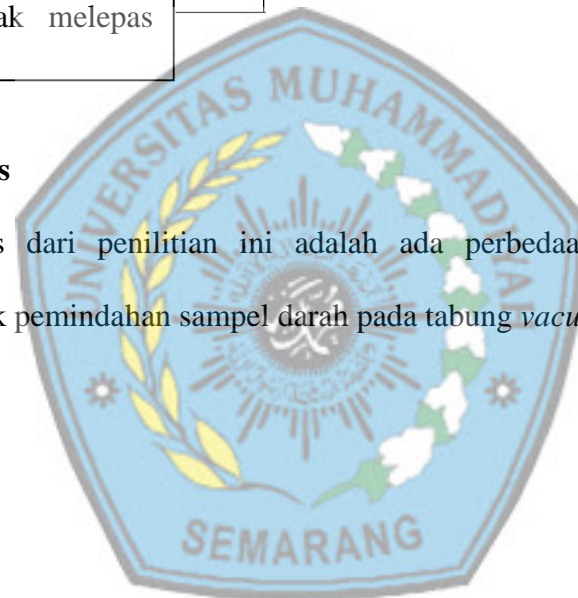 ak melepas
s
s dari penilitian ini adalah ada perbedaa
k pemindahan sampel darah pada tabung vacu
UNIVERSITAS MUHAMMADIYAH
SEMARANG